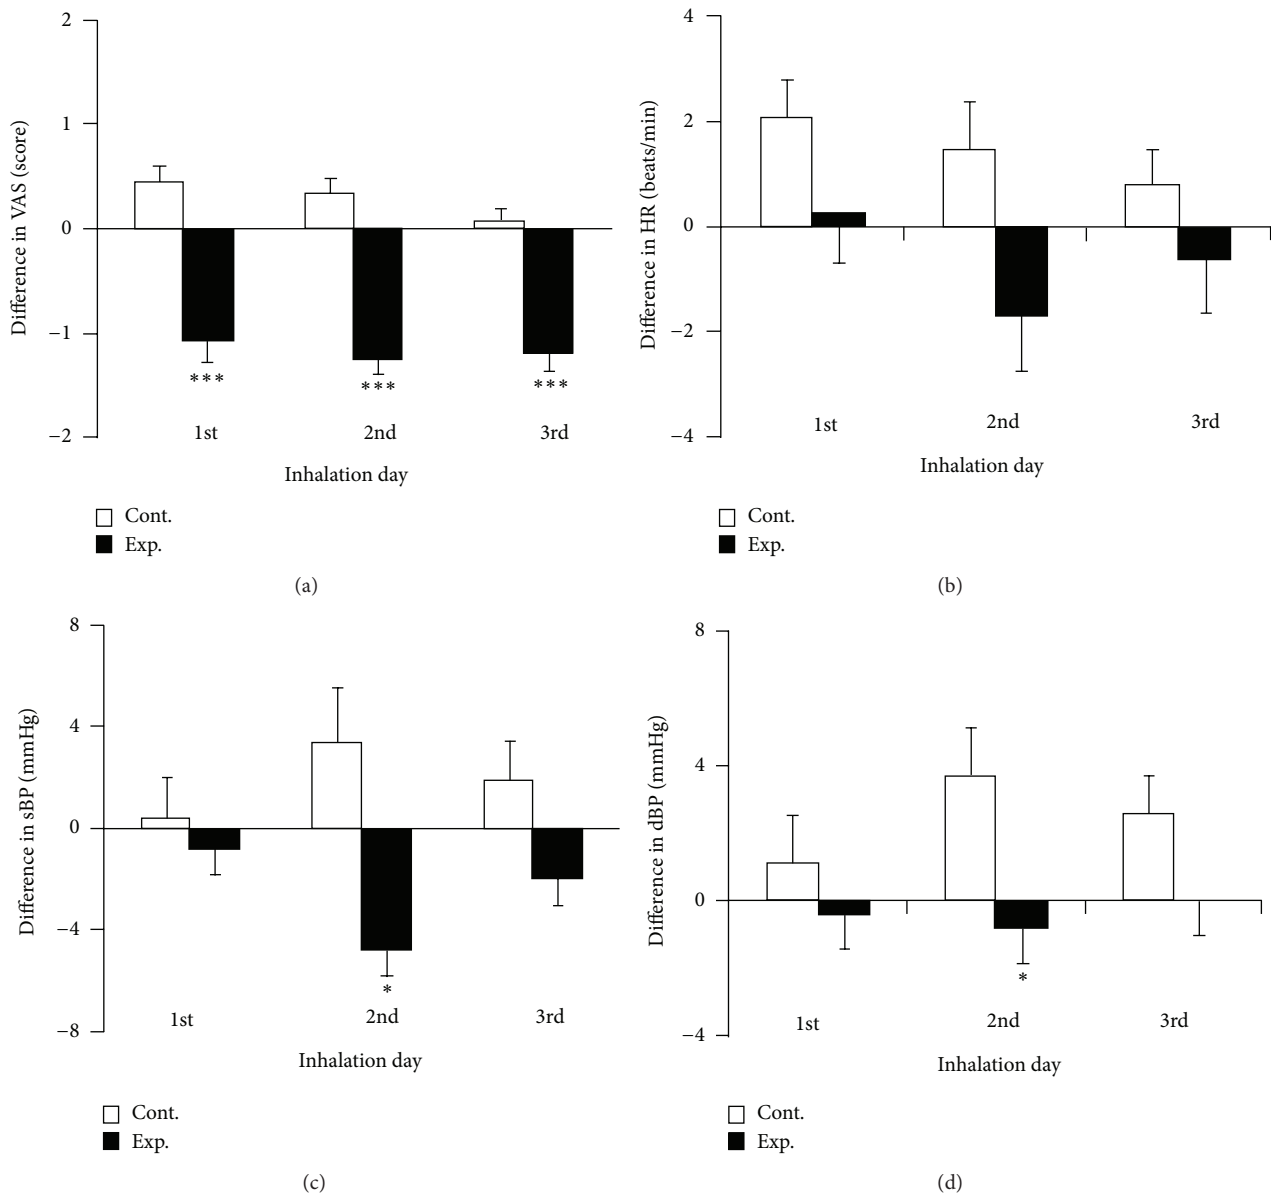 2
1
0
−1
−2
Difference in VAS (score)
***
***
***
1st
2nd
3rd
Inhalation day
Cont.
Exp.
(a)
4
2
0
−2
−4
Difference in HR (beats/min)
1st
2nd
3rd
Inhalation day
Cont.
Exp.
(b)
8
4
0
−4
−8
Difference in sBP (mmHg)
*
1st
2nd
3rd
Inhalation day
Cont.
Exp.
(c)
8
4
0
−4
Difference in dBP (mmHg)
*
1st
2nd
3rd
Inhalation day
Cont.
Exp.
(d)